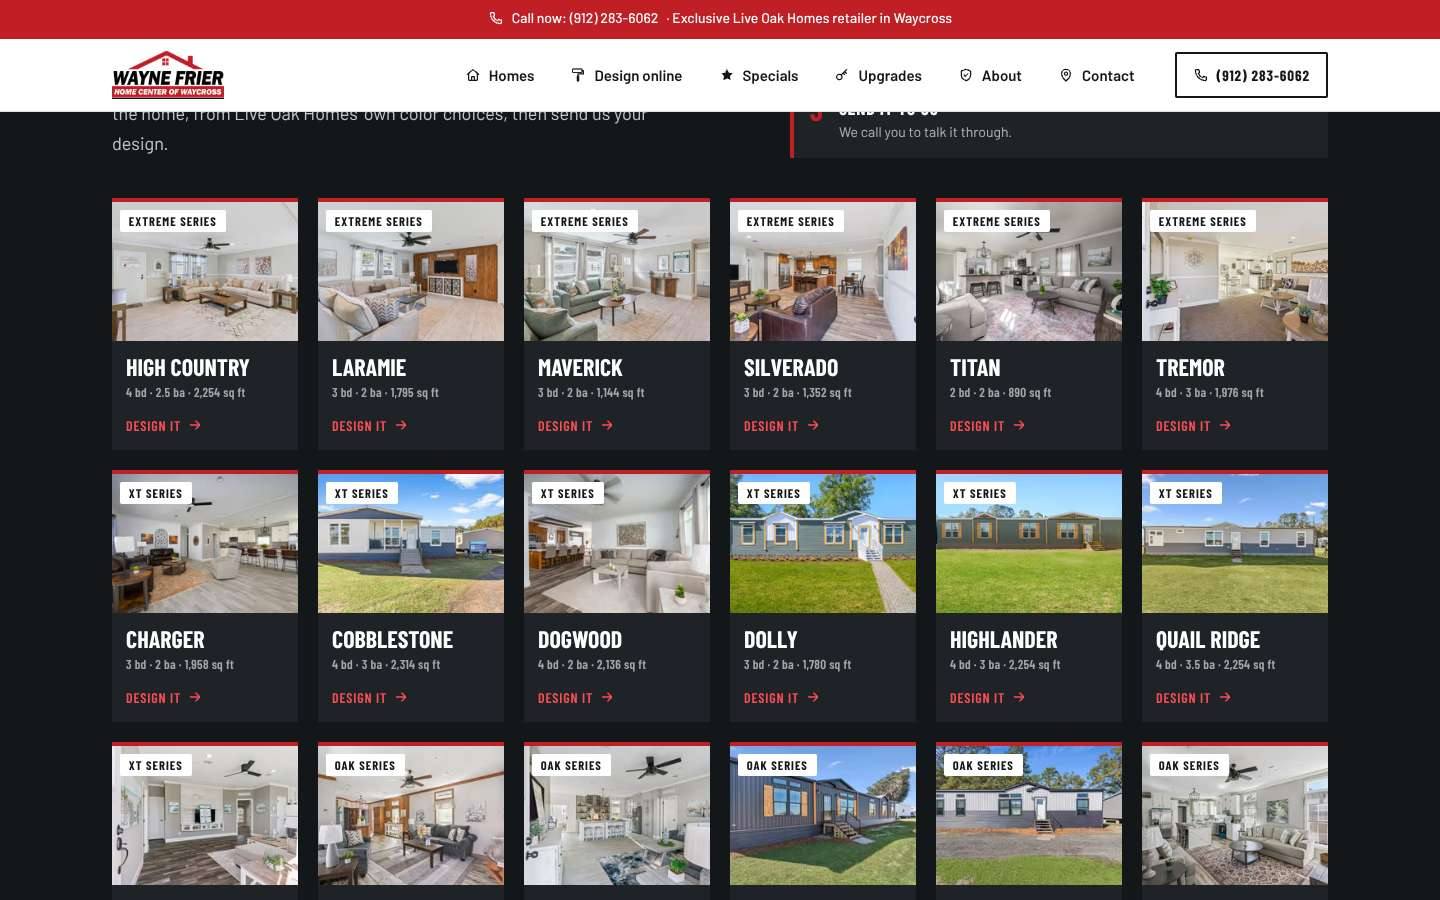 Call now: (912) 283-6062 · Exclusive Live Oak Homes retailer in Waycross
WAYNE FRIER
HOME CENTER OF WAYCROSS
Homes
Design online
Specials
Upgrades
About
Contact
(912) 283-6062
the home, from Live Oak Homes' own color choices, then send us your
design.
3
SEND IT TO US
We call you to talk it through.
EXTREME SERIES
HIGH COUNTRY
4 bd · 2.5 ba · 2,254 sq ft
DESIGN IT →
EXTREME SERIES
LARAMIE
3 bd · 2 ba · 1,795 sq ft
DESIGN IT →
EXTREME SERIES
MAVERICK
3 bd · 2 ba · 1,144 sq ft
DESIGN IT →
EXTREME SERIES
SILVERADO
3 bd · 2 ba · 1,352 sq ft
DESIGN IT →
EXTREME SERIES
TITAN
2 bd · 2 ba · 890 sq ft
DESIGN IT →
EXTREME SERIES
TREMOR
4 bd · 3 ba · 1,976 sq ft
DESIGN IT →
XT SERIES
CHARGER
3 bd · 2 ba · 1,958 sq ft
DESIGN IT →
XT SERIES
COBBLESTONE
4 bd · 3 ba · 2,314 sq ft
DESIGN IT →
XT SERIES
DOGWOOD
4 bd · 2 ba · 2,136 sq ft
DESIGN IT →
XT SERIES
DOLLY
3 bd · 2 ba · 1,780 sq ft
DESIGN IT →
XT SERIES
HIGHLANDER
4 bd · 3 ba · 2,254 sq ft
DESIGN IT →
XT SERIES
QUAIL RIDGE
4 bd · 3.5 ba · 2,254 sq ft
DESIGN IT →
XT SERIES
OAK SERIES
OAK SERIES
OAK SERIES
OAK SERIES
OAK SERIES